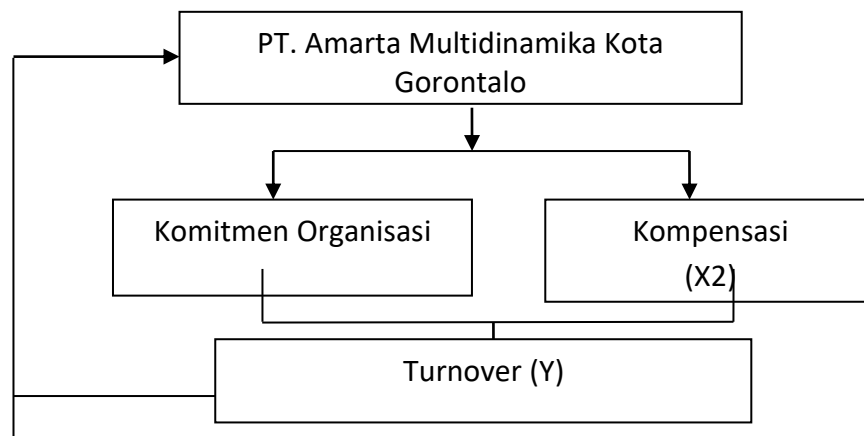 PT. Amarta Multidinamika Kota
Gorontalo
Komitmen Organisasi
Kompensasi
(X2)
Turnover (Y)